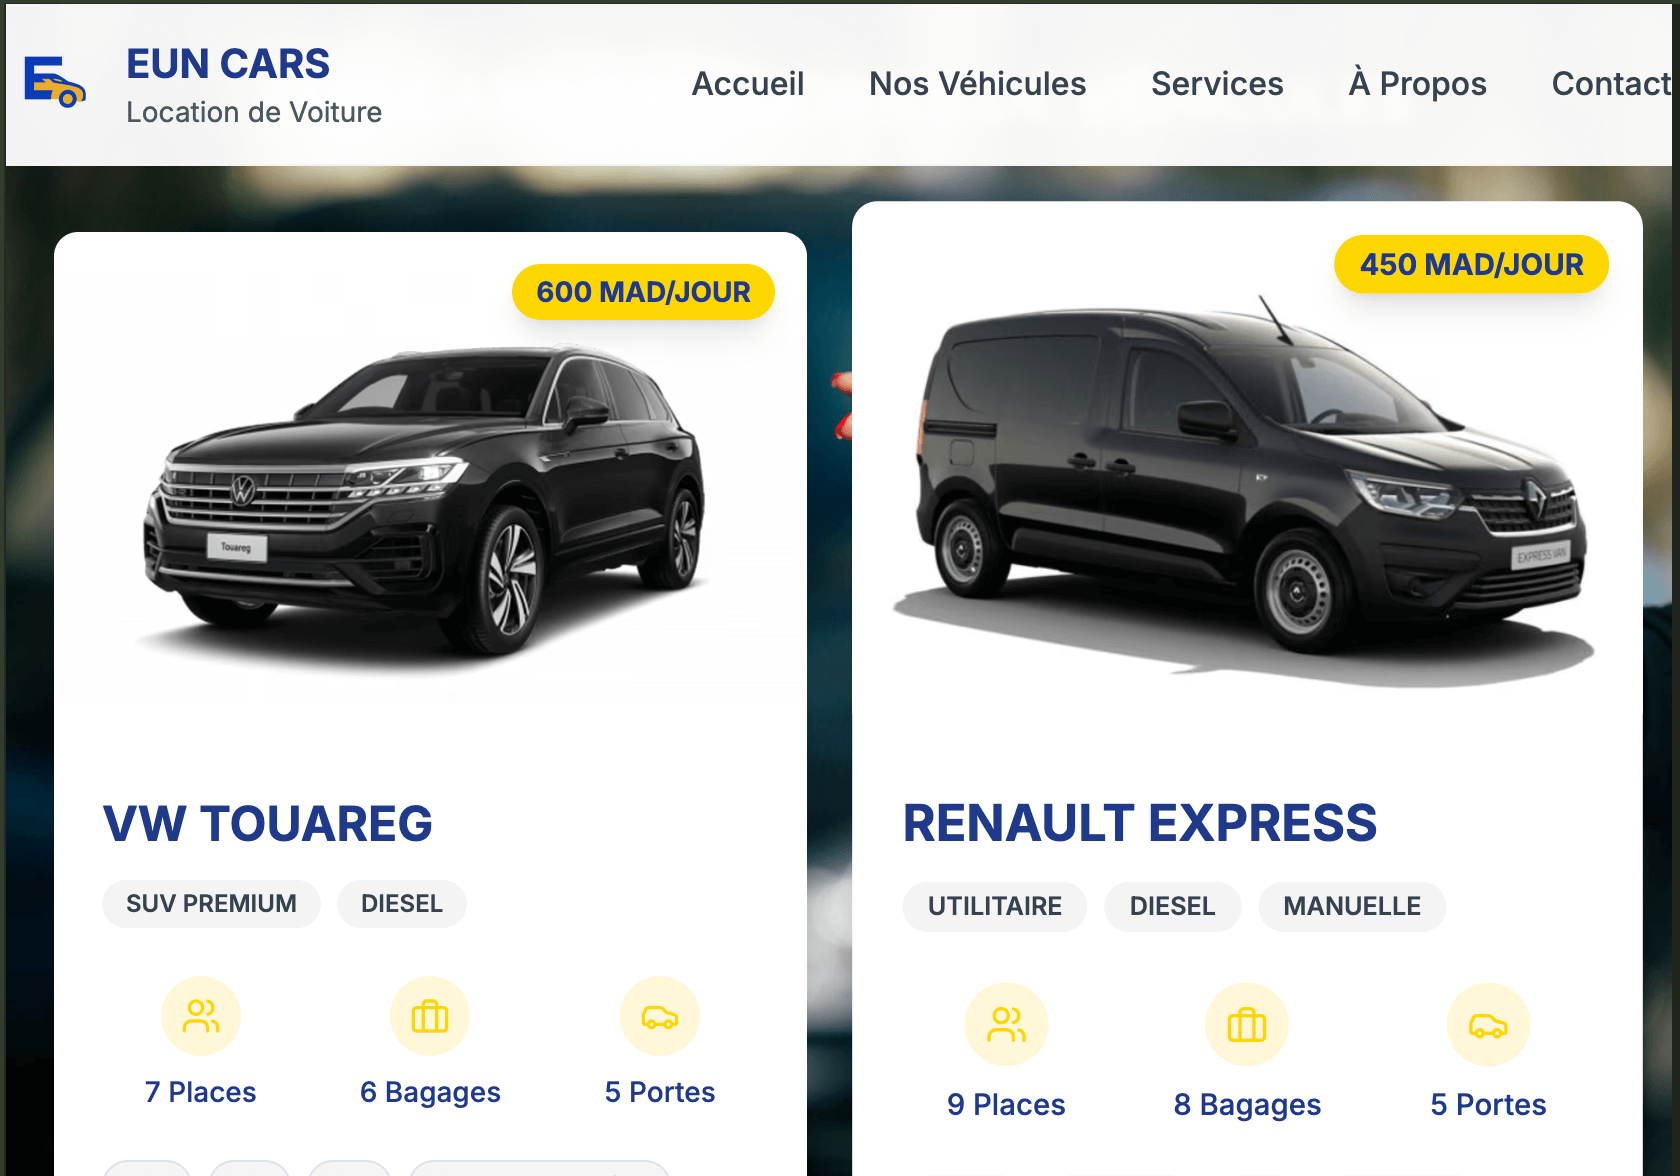 EUN CARS
Location de Voiture
Accueil
Nos Véhicules
Services
À Propos
Contact
600 MAD/JOUR
Touareg
VW TOUAREG
SUV PREMIUM
DIESEL
7 Places
6 Bagages
5 Portes
450 MAD/JOUR
EXPRESS VAN
RENAULT EXPRESS
UTILITAIRE
DIESEL
MANUELLE
9 Places
8 Bagages
5 Portes